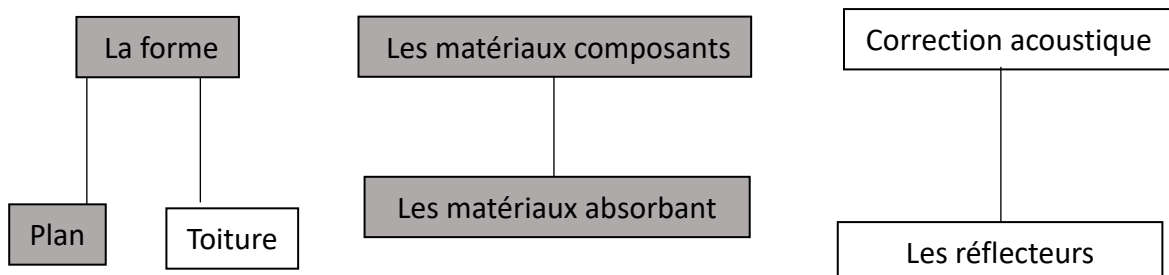 La forme
Les matériaux composants
Correction acoustique
Plan
Toiture
Les matériaux absorbant
Les réflecteurs